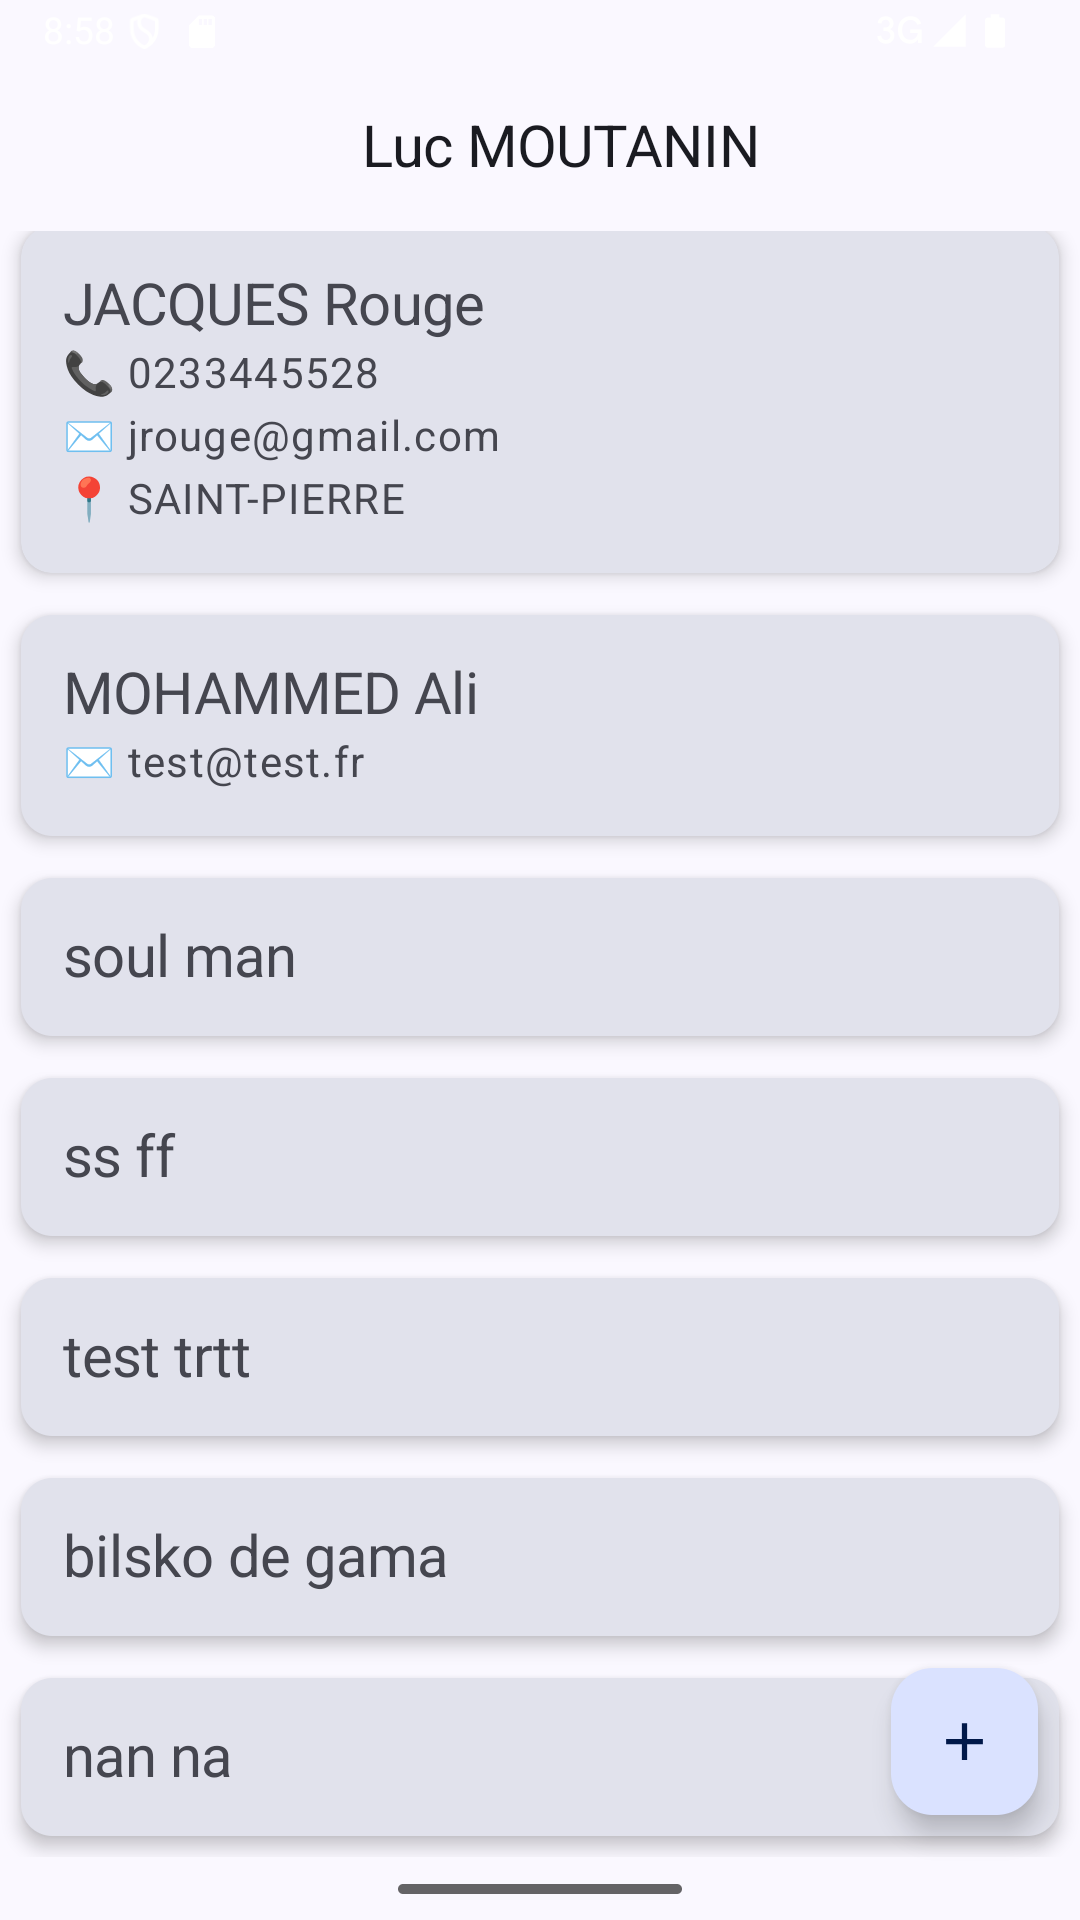 8:58 3G
Luc MOUTANIN
JACQUES Rouge
📞 0233445528
✉️ jrouge@gmail.com
📍 SAINT-PIERRE
MOHAMMED Ali
✉️ test@test.fr
soul man
ss ff
test trtt
bilsko de gama
nan na
+